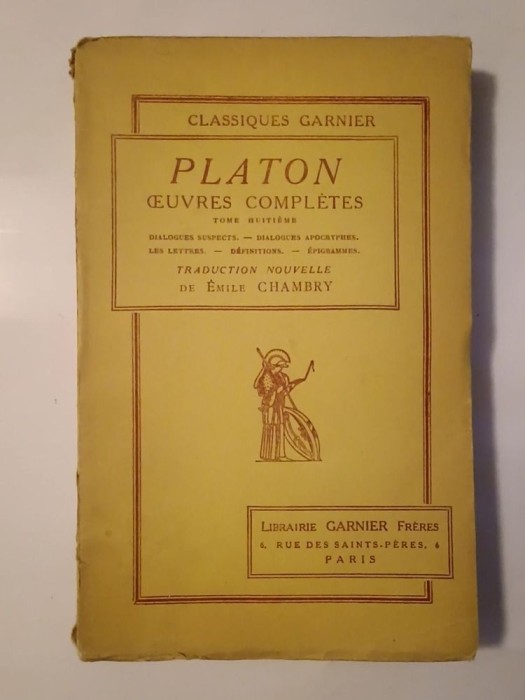 CLASSIQUES GARNIER
PLATON
ŒUVRES COMPLÈTES
TOME HUITIÈME
DIALOGUES SUSPECTS. — DIALOGUES APOCRYPHES.
LES LETTRES. — DÉFINITIONS. — ÉPIGRAMMES.
TRADUCTION NOUVELLE
DE ÉMILE CHAMBRY
LIBRAIRIE GARNIER FRÈRES
6, RUE DES SAINTS-PÈRES, 6
PARIS